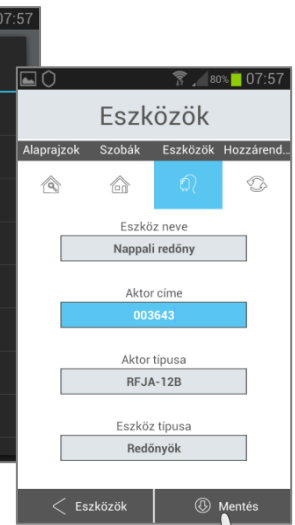 07:57
80% 07:57
Eszközök
Alaprajzok Szobák Eszközök Hozzárend...
Eszköz neve
Nappali redőny
Aktor címe
003643
Aktor típusa
RFJA-12B
Eszköz típusa
Redőnyök
< Eszközök Mentés